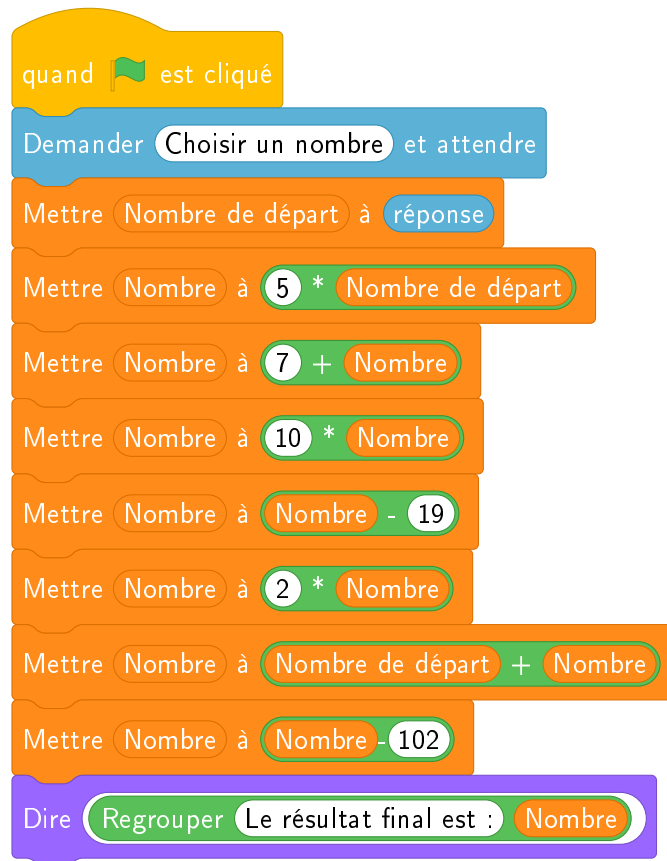 quand est cliqué
Demander Choisir un nombre et attendre
Mettre Nombre de départ à réponse
Mettre Nombre à 5 * Nombre de départ
Mettre Nombre à 7 + Nombre
Mettre Nombre à 10 * Nombre
Mettre Nombre à Nombre - 19
Mettre Nombre à 2 * Nombre
Mettre Nombre à Nombre de départ + Nombre
Mettre Nombre à Nombre - 102
Dire Regrouper Le résultat final est : Nombre